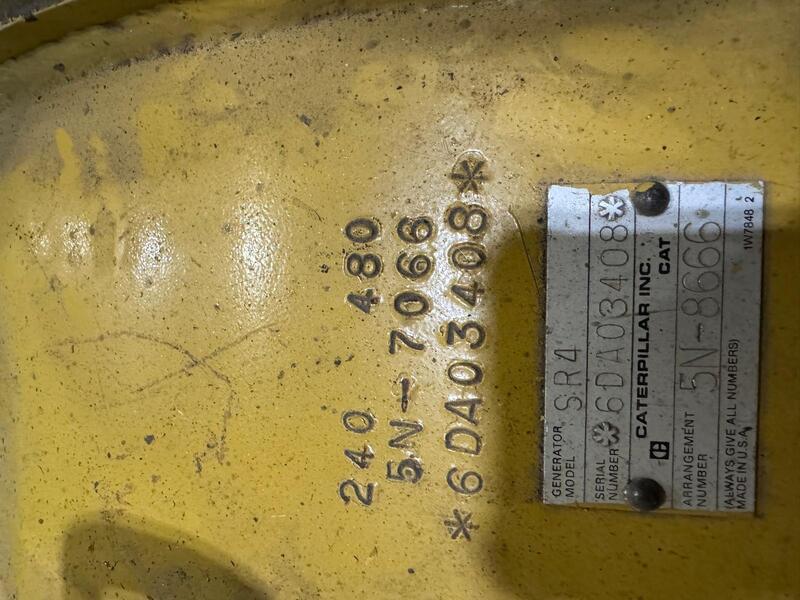 240 480
5N-7066
*6DA03408*
GENERATOR MODEL SR4
SERIAL NUMBER *6DA03408*
C CATERPILLAR INC. CAT
ARRANGEMENT NUMBER 5N-8666
(ALWAYS GIVE ALL NUMBERS)
MADE IN U.S.A. 1W7848 2